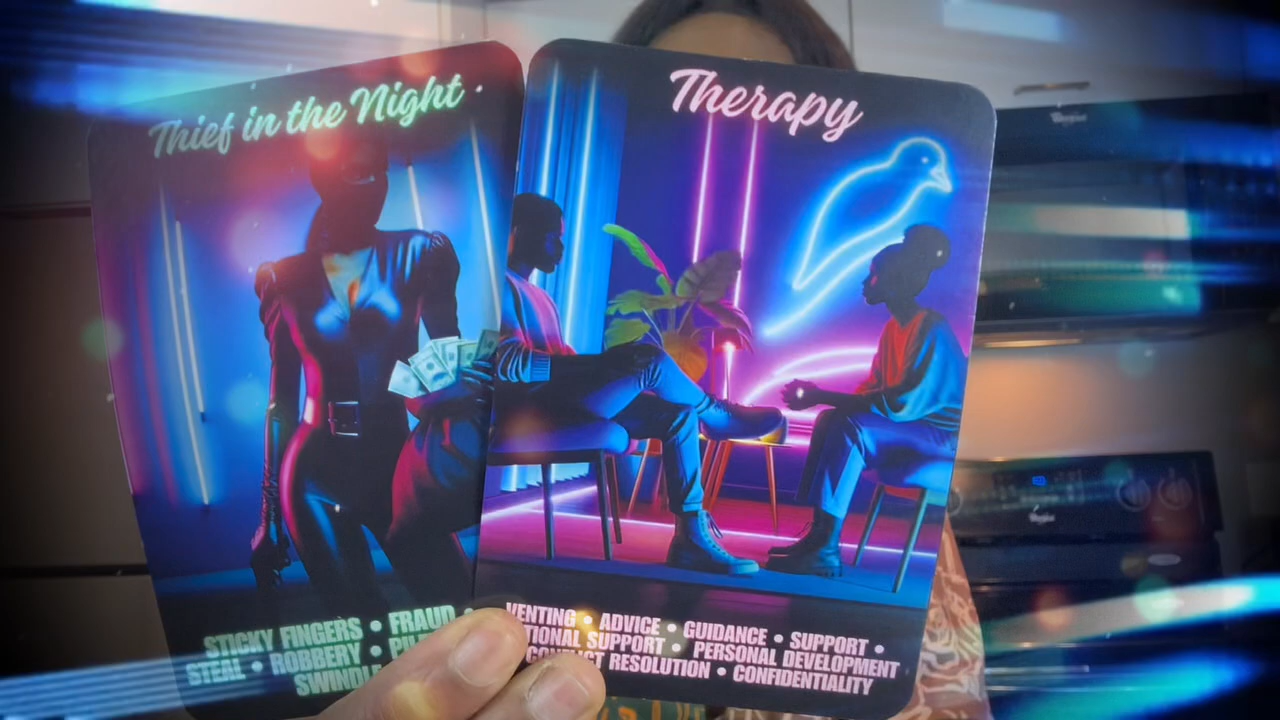 Thief in the Night
STICKY FINGERS • FRAUD •
STEAL • ROBBERY •
Therapy
VENTING • ADVICE • GUIDANCE • SUPPORT •
SUPPORT • PERSONAL DEVELOPMENT
RESOLUTION • CONFIDENTIALITY
Whirlpool